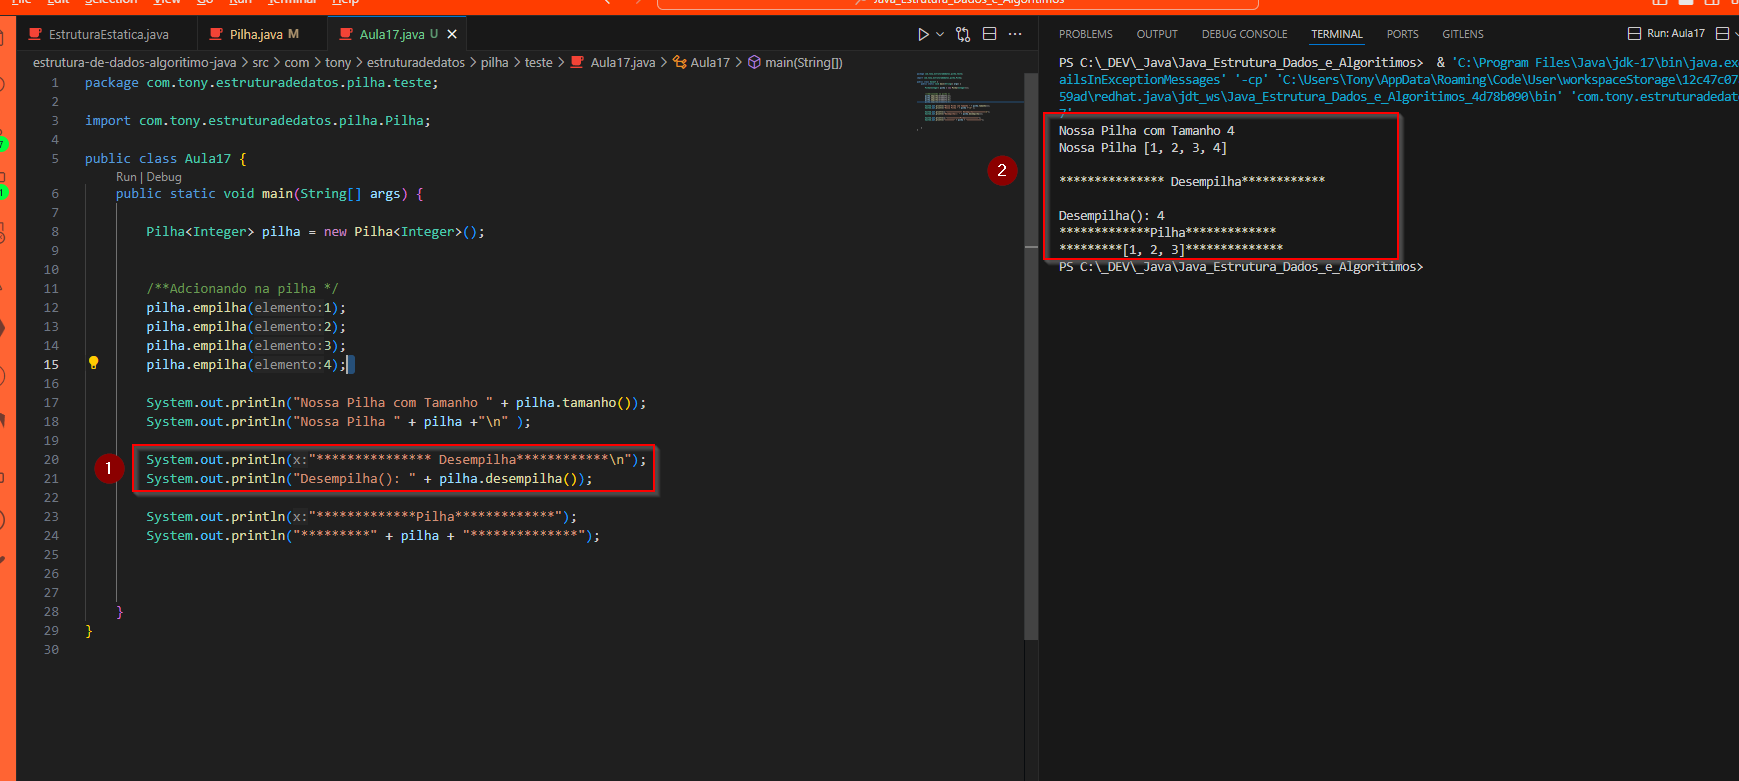 Java_Estrutura_Dados_e_Algoritimos
EstruturaEstatica.java
Pilha.java M
Aula17.java U
estrutura-de-dados-algoritimo-java > src > com > tony > estruturadedatos > pilha > teste > Aula17.java > Aula17 > main(String[])
1 package com.tony.estruturadedatos.pilha.teste;
2
3 import com.tony.estruturadedatos.pilha.Pilha;
4
5 public class Aula17 {
Run | Debug
6 public static void main(String[] args) {
7
8 Pilha<Integer> pilha = new Pilha<Integer>();
9
10
11 /**Adcionando na pilha */
12 pilha.empilha(elemento:1);
13 pilha.empilha(elemento:2);
14 pilha.empilha(elemento:3);
15 pilha.empilha(elemento:4);
16
17 System.out.println("Nossa Pilha com Tamanho " + pilha.tamanho());
18 System.out.println("Nossa Pilha " + pilha +"\n" );
19
20 System.out.println(x:"*************** Desempilha************\n");
21 System.out.println("Desempilha(): " + pilha.desempilha());
22
23 System.out.println(x:"*************Pilha*************");
24 System.out.println("*********" + pilha + "**************");
25
26
27
28 }
29 }
30
1
2
PROBLEMS OUTPUT DEBUG CONSOLE TERMINAL PORTS GITLENS
Run: Aula17
PS C:\_DEV\_Java\Java_Estrutura_Dados_e_Algoritimos> & 'C:\Program Files\Java\jdk-17\bin\java.ex
ailsInExceptionMessages' '-cp' 'C:\Users\Tony\AppData\Roaming\Code\User\workspaceStorage\12c47c07
59ad\redhat.java\jdt_ws\Java_Estrutura_Dados_e_Algoritimos_4d78b090\bin' 'com.tony.estruturadedat
7'
Nossa Pilha com Tamanho 4
Nossa Pilha [1, 2, 3, 4]
*************** Desempilha************
Desempilha(): 4
*************Pilha*************
*********[1, 2, 3]**************
PS C:\_DEV\_Java\Java_Estrutura_Dados_e_Algoritimos>